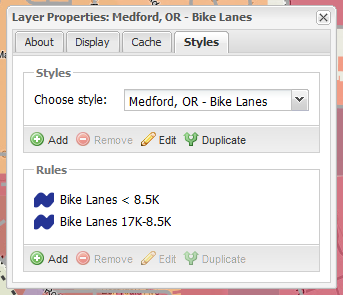 Layer Properties: Medford, OR - Bike Lanes
About Display Cache Styles
Styles
Choose style: Medford, OR - Bike Lanes
Add Remove Edit Duplicate
Rules
Bike Lanes < 8.5K
Bike Lanes 17K-8.5K
Add Remove Edit Duplicate